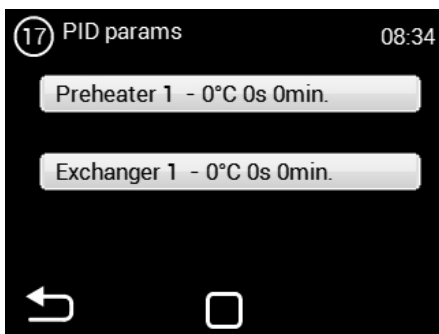 17 PID params 08:34
Preheater 1 - 0°C 0s 0min.
Exchanger 1 - 0°C 0s 0min.